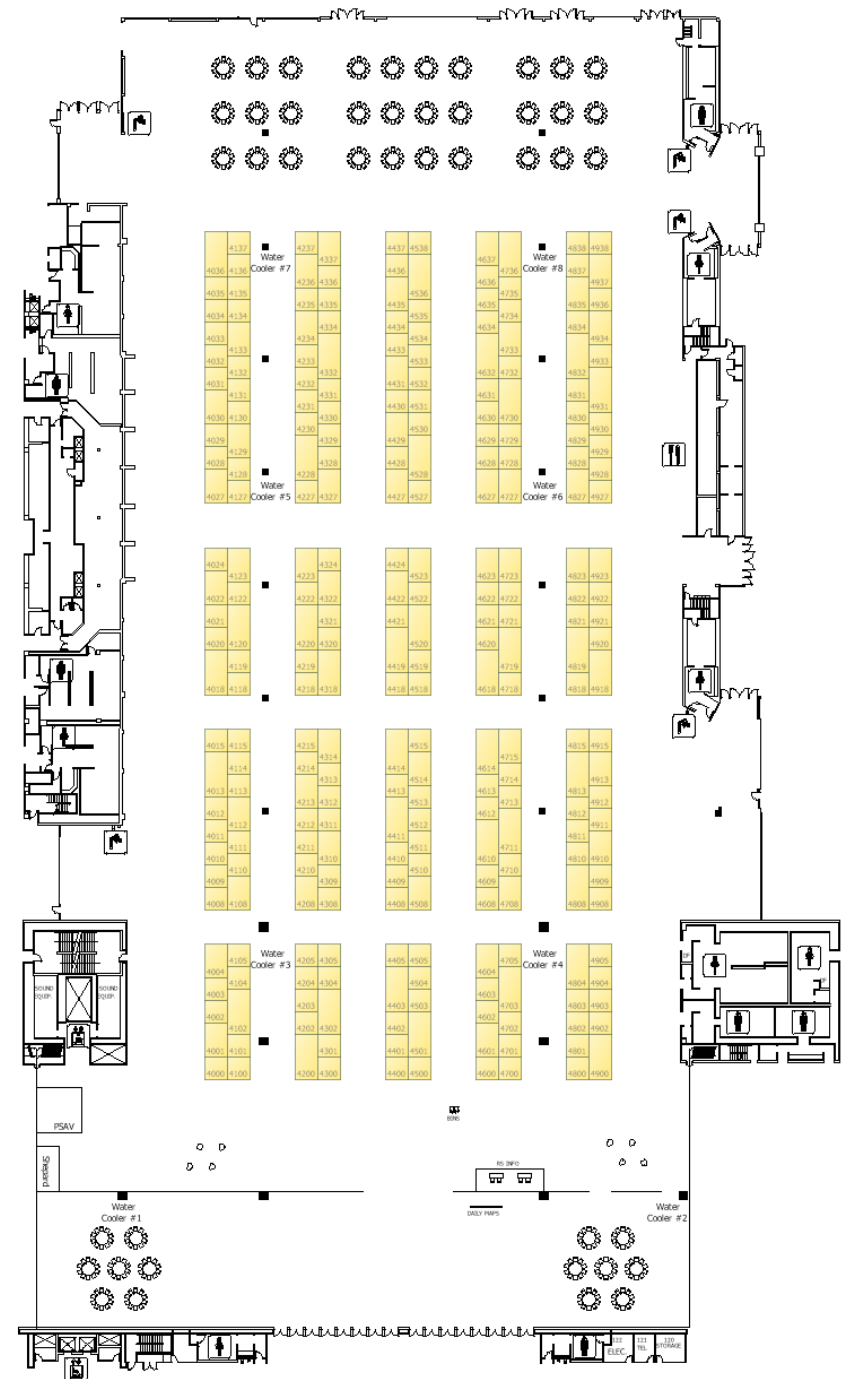 4137 4237 4437 4538 4838 4938
Water
Cooler #7
4337
4637
Water
Cooler #8
4036 4136 4436 4736 4837
4236 4336 4636 4937
4035 4135 4536 4735
4235 4335 4435 4635 4835 4936
4034 4134 4535 4734
4334 4434 4634 4834 4934
4033 4234 4534
4133 4433 4733
4032 4233 4533 4933
4132 4332 4632 4732 4832
4031 4232 4431 4532
4131 4331 4631 4831
4231 4430 4531 4931
4030 4130 4330 4630 4730 4830
4230 4530 4930
4029 4329 4429 4629 4729 4829
4129 4929
4028 4328 4428 4628 4728 4828
4128 4228 4528 4928
Water
Cooler #5
Water
Cooler #6
4027 4127 4227 4327 4427 4527 4627 4727 4827 4927
4024 4324 4424
4123 4223 4523 4623 4723 4823 4923
4022 4122 4222 4322 4422 4522 4622 4722 4822 4922
4021 4321 4421 4621 4721 4821 4921
4020 4120 4220 4320 4520 4620 4920
4119 4219 4419 4519 4719 4819
4018 4118 4218 4318 4418 4518 4618 4718 4818 4918
4015 4115 4215 4515 4815 4915
4314 4715
4114 4214 4414 4614
4313 4514 4714 4913
4013 4113 4413 4613 4813
4213 4312 4513 4713 4912
4012 4612 4812
4112 4212 4311 4512 4911
4011 4411 4811
4111 4211 4511 4711
4010 4310 4410 4610 4810 4910
4110 4210 4510 4710
4009 4309 4409 4609 4909
4008 4108 4208 4308 4408 4508 4608 4708 4808 4908
4105 4205 4305 4405 4505 4705 4905
Water
Cooler #3
Water
Cooler #4
4004 4604
4104 4204 4304 4504 4804 4904
4003
4203 4403 4503 4703 4803 4903
4002 4602
4102 4202 4302 4402 4702 4802 4902
4001 4101 4301 4401 4501 4601 4701 4801
4000 4100 4200 4300 4400 4500 4600 4700 4800 4900
SOUND
EQUIP.
SOUND
EQUIP.
PSAV
BINS
Shepard
RS INFO
DAILY MAPS
Water
Cooler #1
Water
Cooler #2
122
ELEC.
121
TEL
120
STORAGE